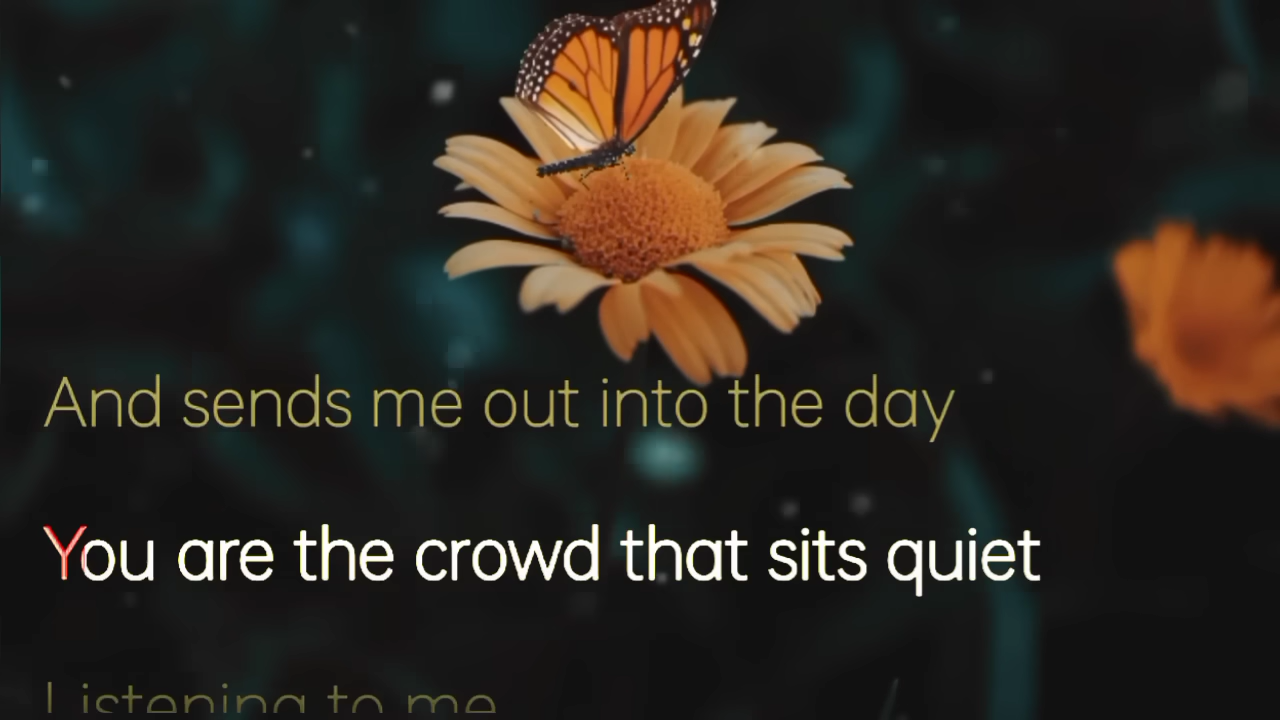 And sends me out into the day
You are the crowd that sits quiet
Listening to me